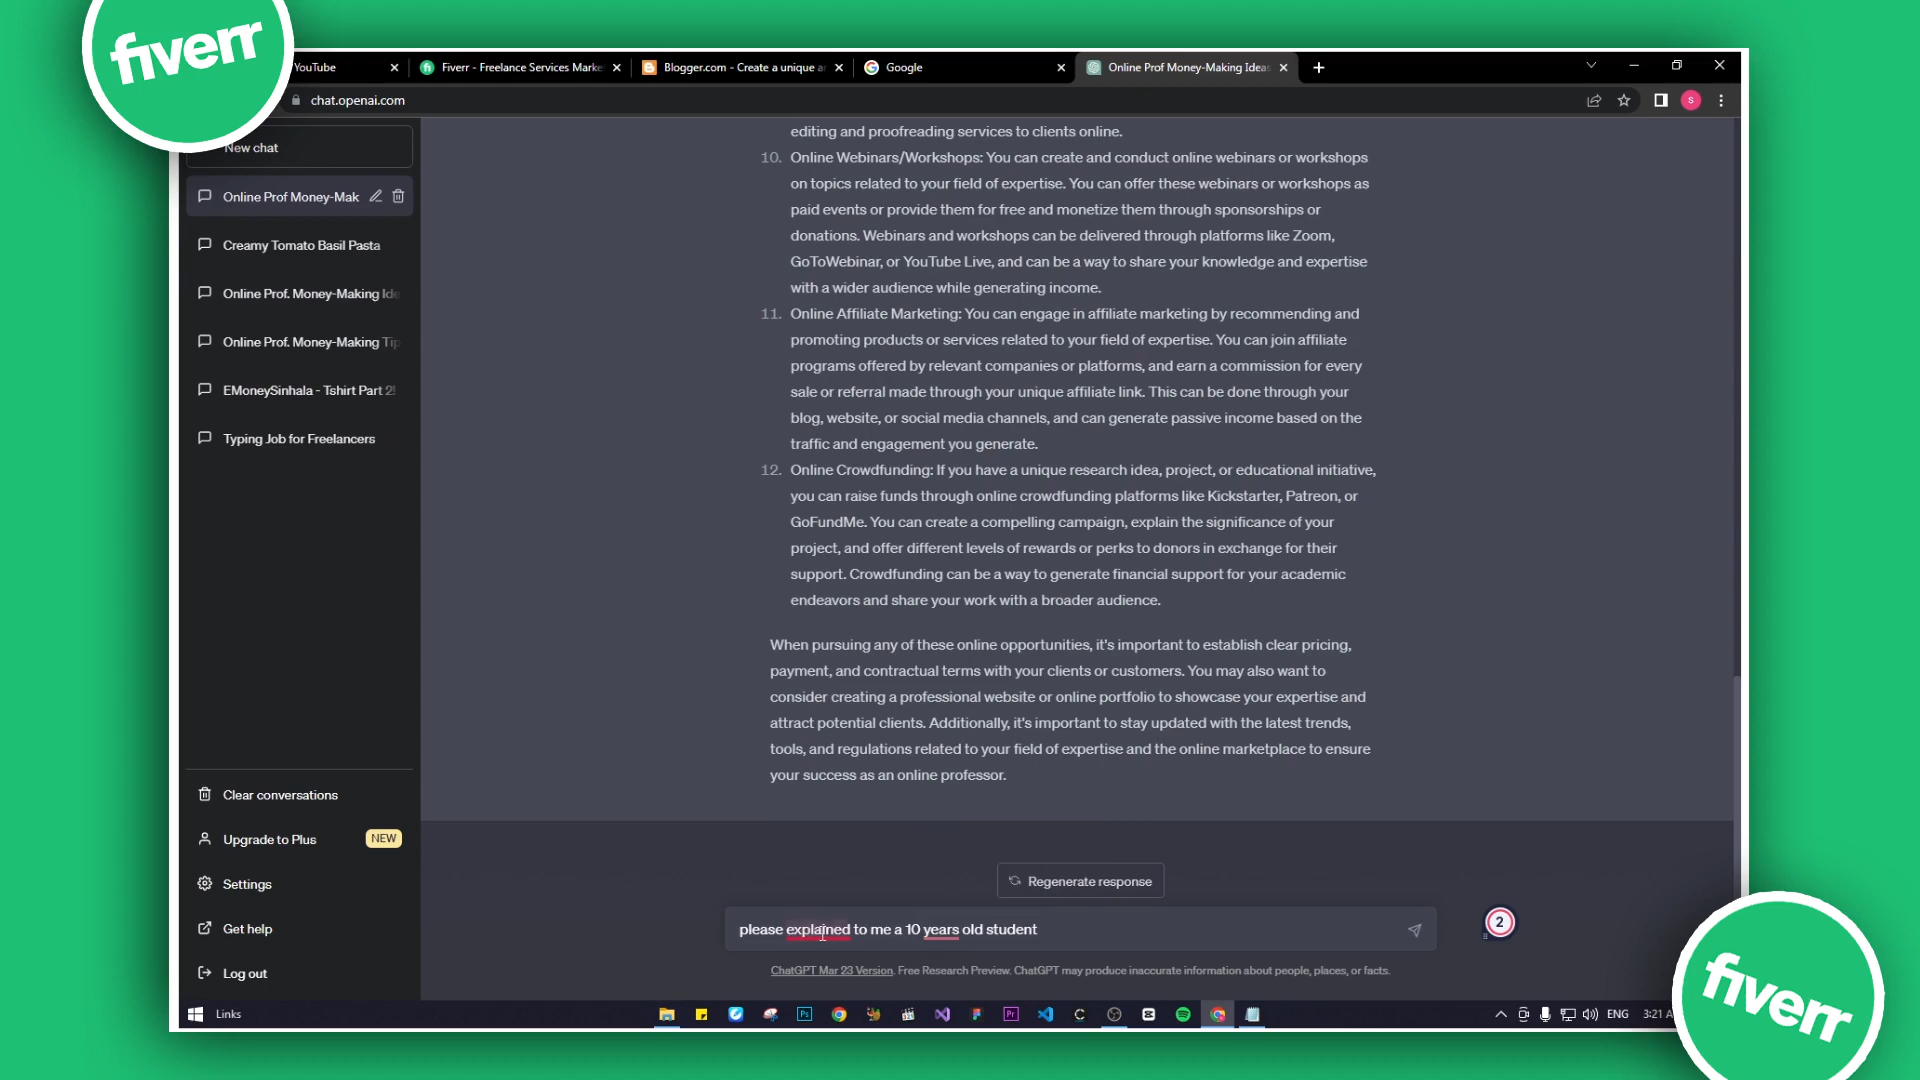 fiverr
YouTube
Fiverr - Freelance Services Marke
Blogger.com - Create a unique a
Google
Online Prof Money-Making Ideas
chat.openai.com
S
New chat
Online Prof Money-Mak
Creamy Tomato Basil Pasta
Online Prof. Money-Making Ide
Online Prof. Money-Making Tip
EMoneySinhala - Tshirt Part 2!
Typing Job for Freelancers
Clear conversations
Upgrade to Plus
NEW
Settings
Get help
Log out
editing and proofreading services to clients online.
10. Online Webinars/Workshops: You can create and conduct online webinars or workshops
on topics related to your field of expertise. You can offer these webinars or workshops as
paid events or provide them for free and monetize them through sponsorships or
donations. Webinars and workshops can be delivered through platforms like Zoom,
GoToWebinar, or YouTube Live, and can be a way to share your knowledge and expertise
with a wider audience while generating income.
11. Online Affiliate Marketing: You can engage in affiliate marketing by recommending and
promoting products or services related to your field of expertise. You can join affiliate
programs offered by relevant companies or platforms, and earn a commission for every
sale or referral made through your unique affiliate link. This can be done through your
blog, website, or social media channels, and can generate passive income based on the
traffic and engagement you generate.
12. Online Crowdfunding: If you have a unique research idea, project, or educational initiative,
you can raise funds through online crowdfunding platforms like Kickstarter, Patreon, or
GoFundMe. You can create a compelling campaign, explain the significance of your
project, and offer different levels of rewards or perks to donors in exchange for their
support. Crowdfunding can be a way to generate financial support for your academic
endeavors and share your work with a broader audience.
When pursuing any of these online opportunities, it's important to establish clear pricing,
payment, and contractual terms with your clients or customers. You may also want to
consider creating a professional website or online portfolio to showcase your expertise and
attract potential clients. Additionally, it's important to stay updated with the latest trends,
tools, and regulations related to your field of expertise and the online marketplace to ensure
your success as an online professor.
Regenerate response
please explained to me a 10 years old student
2
ChatGPT Mar 23 Version. Free Research Preview. ChatGPT may produce inaccurate information about people, places, or facts.
Links
Ps
Pr
ENG
3:21 A
fiverr